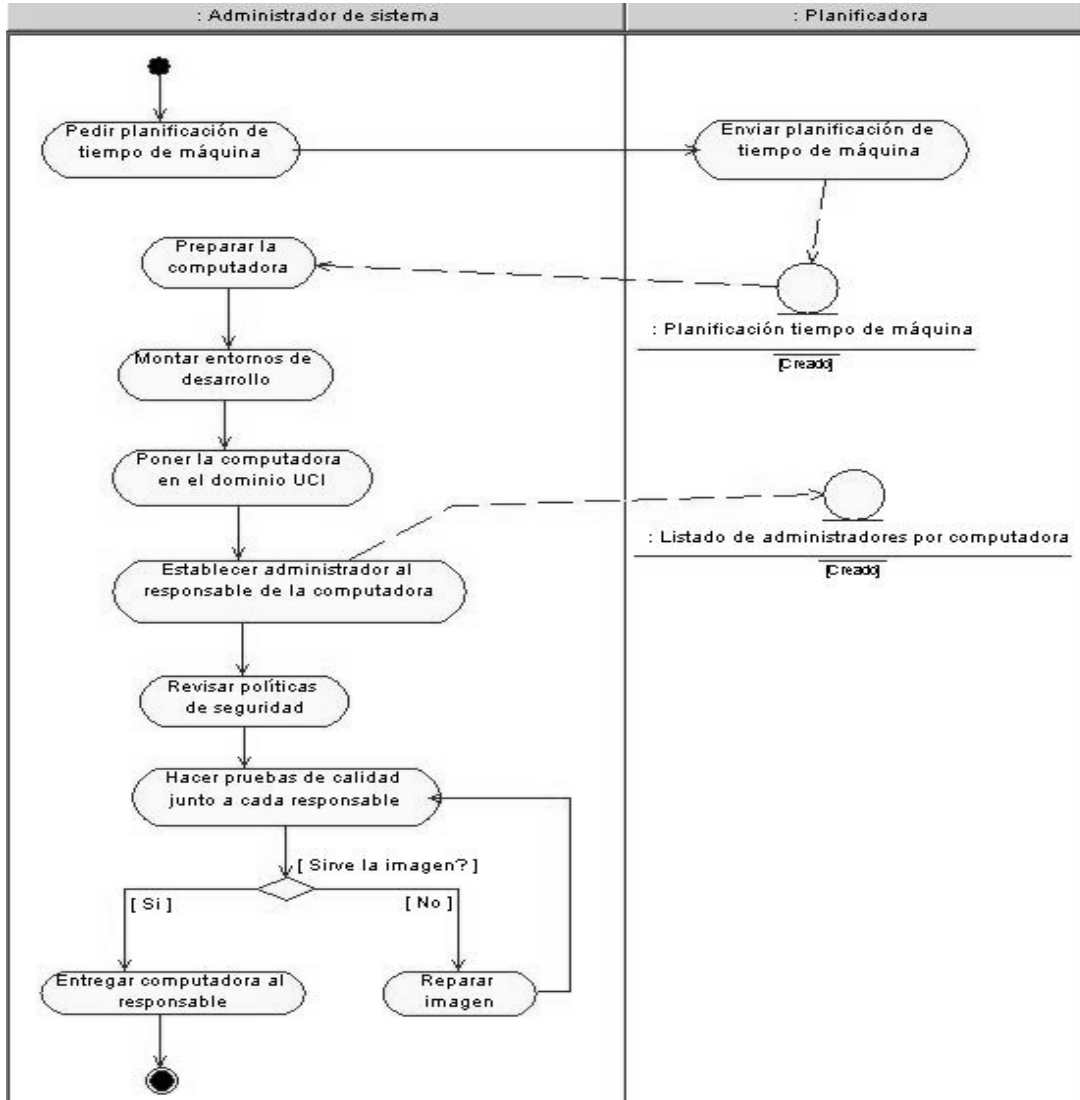 : Administrador de sistema
: Planificadora
Pedir planificación de
tiempo de máquina
Enviar planificación de
tiempo de máquina
Preparar la
computadora
: Planificación tiempo de máquina
[Creado]
Montar entornos de
desarrollo
Poner la computadora
en el dominio UCI
: Listado de administradores por computadora
[Creado]
Establecer administrador al
responsable de la computadora
Revisar políticas
de seguridad
Hacer pruebas de calidad
junto a cada responsable
[ Sirve la imagen? ]
[ Si ]
[ No ]
Entregar computadora al
responsable
Reparar
imagen